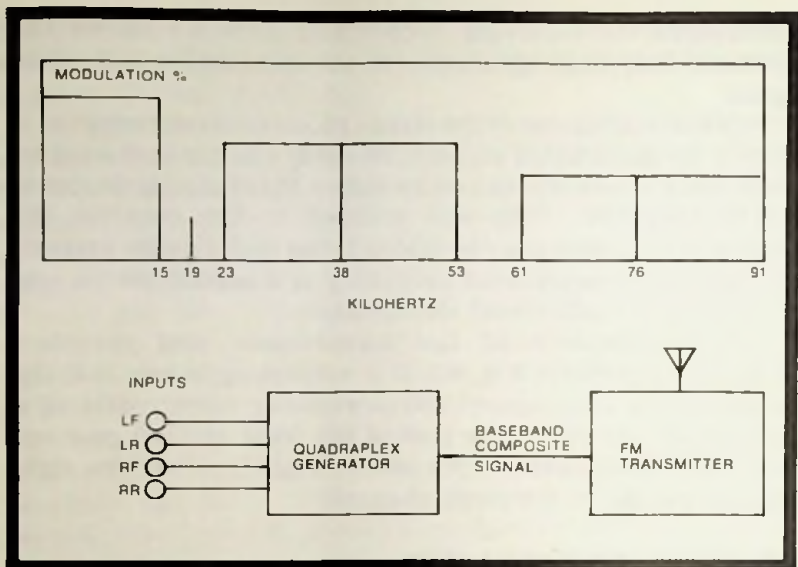 MODULATION %
15 19 23 38 53 61 76 91
KILOHERTZ
INPUTS
LF
LR
RF
RR
QUADRAPLEX
GENERATOR
BASEBAND
COMPOSITE
SIGNAL
FM
TRANSMITTER